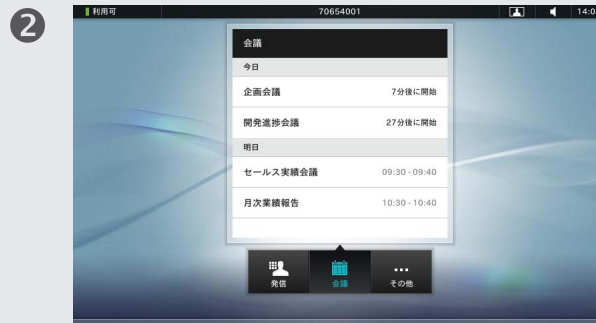 2
利用可 70654001 14:0
会議
今日
企画会議 7分後に開始
開発進捗会議 27分後に開始
明日
セールス実績会議 09:30 - 09:40
月次業績報告 10:30 - 10:40
発信 会議 その他